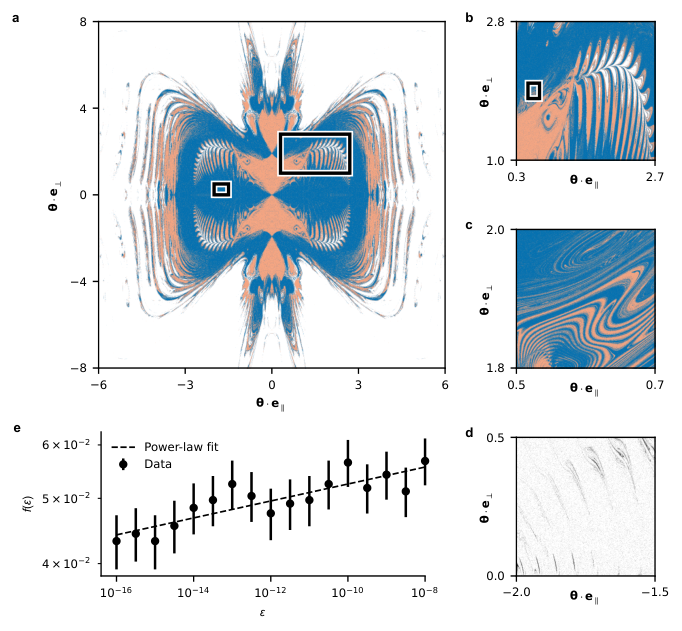 a
8
4
0
−4
−8
θ · e⊥
−6 −3 0 3 6
θ · e∥
b
2.8
1.0
θ · e⊥
0.3 2.7
θ · e∥
c
2.0
1.8
θ · e⊥
0.5 0.7
θ · e∥
d
0.5
0.0
θ · e⊥
−2.0 −1.5
θ · e∥
e
6 × 10⁻²
5 × 10⁻²
4 × 10⁻²
f(ε)
Power-law fit
Data
10⁻¹⁶ 10⁻¹⁴ 10⁻¹² 10⁻¹⁰ 10⁻⁸
ε